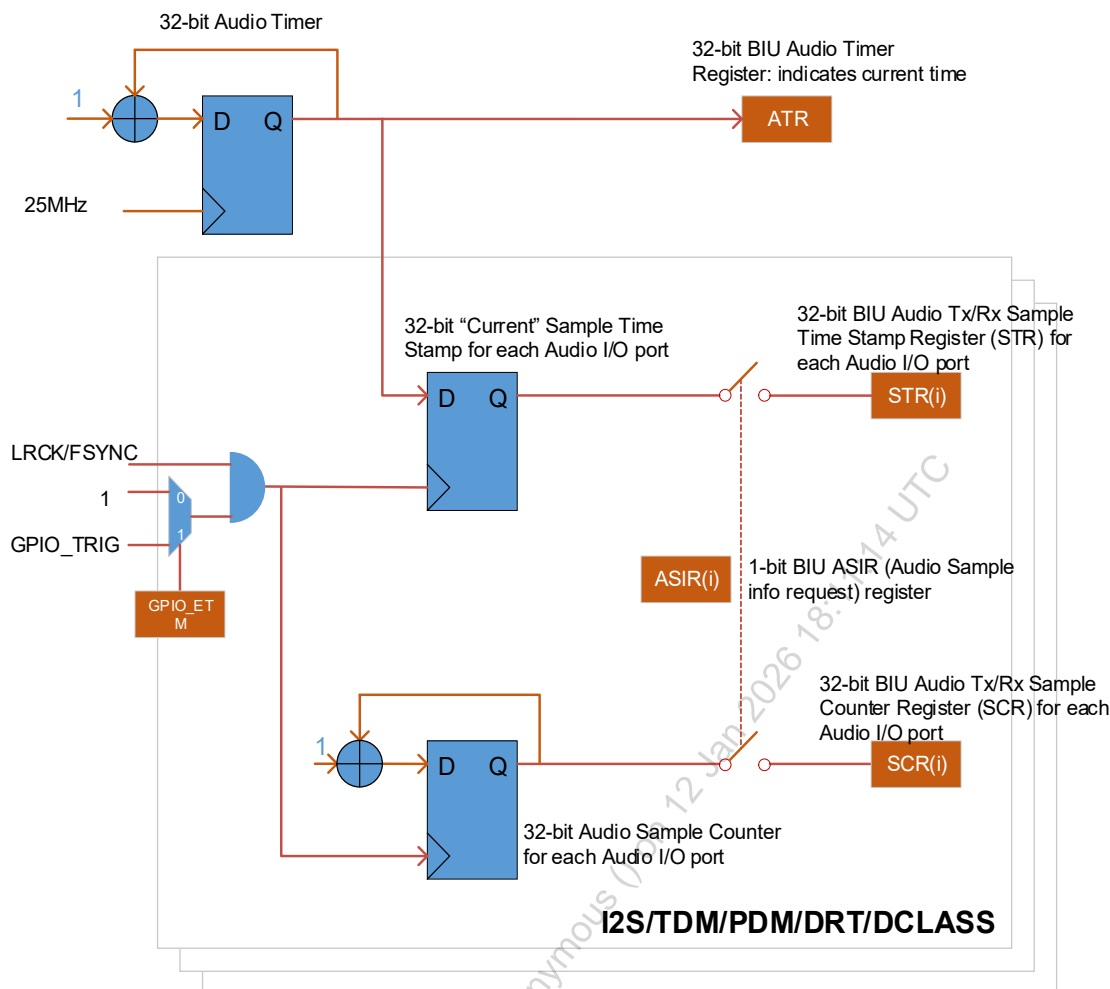 32-bit Audio Timer
32-bit BIU Audio Timer
Register: indicates current time
1
D Q
ATR
25MHz
32-bit “Current” Sample Time
Stamp for each Audio I/O port
32-bit BIU Audio Tx/Rx Sample
Time Stamp Register (STR) for
each Audio I/O port
D Q
STR(i)
LRCK/FSYNC
1
0
GPIO_TRIG
1
ASIR(i)
1-bit BIU ASIR (Audio Sample
info request) register
GPIO_ET
M
32-bit BIU Audio Tx/Rx Sample
Counter Register (SCR) for each
Audio I/O port
1
D Q
SCR(i)
32-bit Audio Sample Counter
for each Audio I/O port
I2S/TDM/PDM/DRT/DCLASS
12 Jan 2026 UTC